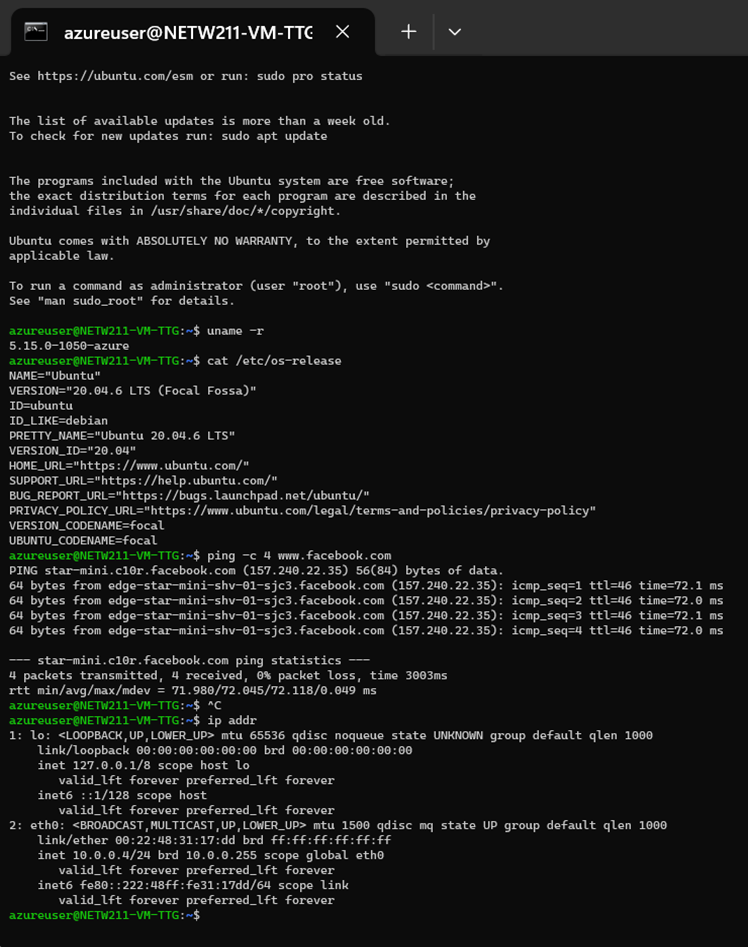 azureuser@NETW211-VM-TTG
See https://ubuntu.com/esm or run: sudo pro status
The list of available updates is more than a week old.
To check for new updates run: sudo apt update
The programs included with the Ubuntu system are free software;
the exact distribution terms for each program are described in the
individual files in /usr/share/doc/*/copyright.
Ubuntu comes with ABSOLUTELY NO WARRANTY, to the extent permitted by
applicable law.
To run a command as administrator (user "root"), use "sudo <command>".
See "man sudo_root" for details.
azureuser@NETW211-VM-TTG:~$ uname -r
5.15.0-1050-azure
azureuser@NETW211-VM-TTG:~$ cat /etc/os-release
NAME="Ubuntu"
VERSION="20.04.6 LTS (Focal Fossa)"
ID=ubuntu
ID_LIKE=debian
PRETTY_NAME="Ubuntu 20.04.6 LTS"
VERSION_ID="20.04"
HOME_URL="https://www.ubuntu.com/"
SUPPORT_URL="https://help.ubuntu.com/"
BUG_REPORT_URL="https://bugs.launchpad.net/ubuntu/"
PRIVACY_POLICY_URL="https://www.ubuntu.com/legal/terms-and-policies/privacy-policy"
VERSION_CODENAME=focal
UBUNTU_CODENAME=focal
azureuser@NETW211-VM-TTG:~$ ping -c 4 www.facebook.com
PING star-mini.c10r.facebook.com (157.240.22.35) 56(84) bytes of data.
64 bytes from edge-star-mini-shv-01-sjc3.facebook.com (157.240.22.35): icmp_seq=1 ttl=46 time=72.1 ms
64 bytes from edge-star-mini-shv-01-sjc3.facebook.com (157.240.22.35): icmp_seq=2 ttl=46 time=72.0 ms
64 bytes from edge-star-mini-shv-01-sjc3.facebook.com (157.240.22.35): icmp_seq=3 ttl=46 time=72.1 ms
64 bytes from edge-star-mini-shv-01-sjc3.facebook.com (157.240.22.35): icmp_seq=4 ttl=46 time=72.0 ms
--- star-mini.c10r.facebook.com ping statistics ---
4 packets transmitted, 4 received, 0% packet loss, time 3003ms
rtt min/avg/max/mdev = 71.980/72.045/72.118/0.049 ms
azureuser@NETW211-VM-TTG:~$ ^C
azureuser@NETW211-VM-TTG:~$ ip addr
1: lo: <LOOPBACK,UP,LOWER_UP> mtu 65536 qdisc noqueue state UNKNOWN group default qlen 1000
    link/loopback 00:00:00:00:00:00 brd 00:00:00:00:00:00
    inet 127.0.0.1/8 scope host lo
       valid_lft forever preferred_lft forever
    inet6 ::1/128 scope host
       valid_lft forever preferred_lft forever
2: eth0: <BROADCAST,MULTICAST,UP,LOWER_UP> mtu 1500 qdisc mq state UP group default qlen 1000
    link/ether 00:22:48:31:17:dd brd ff:ff:ff:ff:ff:ff
    inet 10.0.0.4/24 brd 10.0.0.255 scope global eth0
       valid_lft forever preferred_lft forever
    inet6 fe80::222:48ff:fe31:17dd/64 scope link
       valid_lft forever preferred_lft forever
azureuser@NETW211-VM-TTG:~$